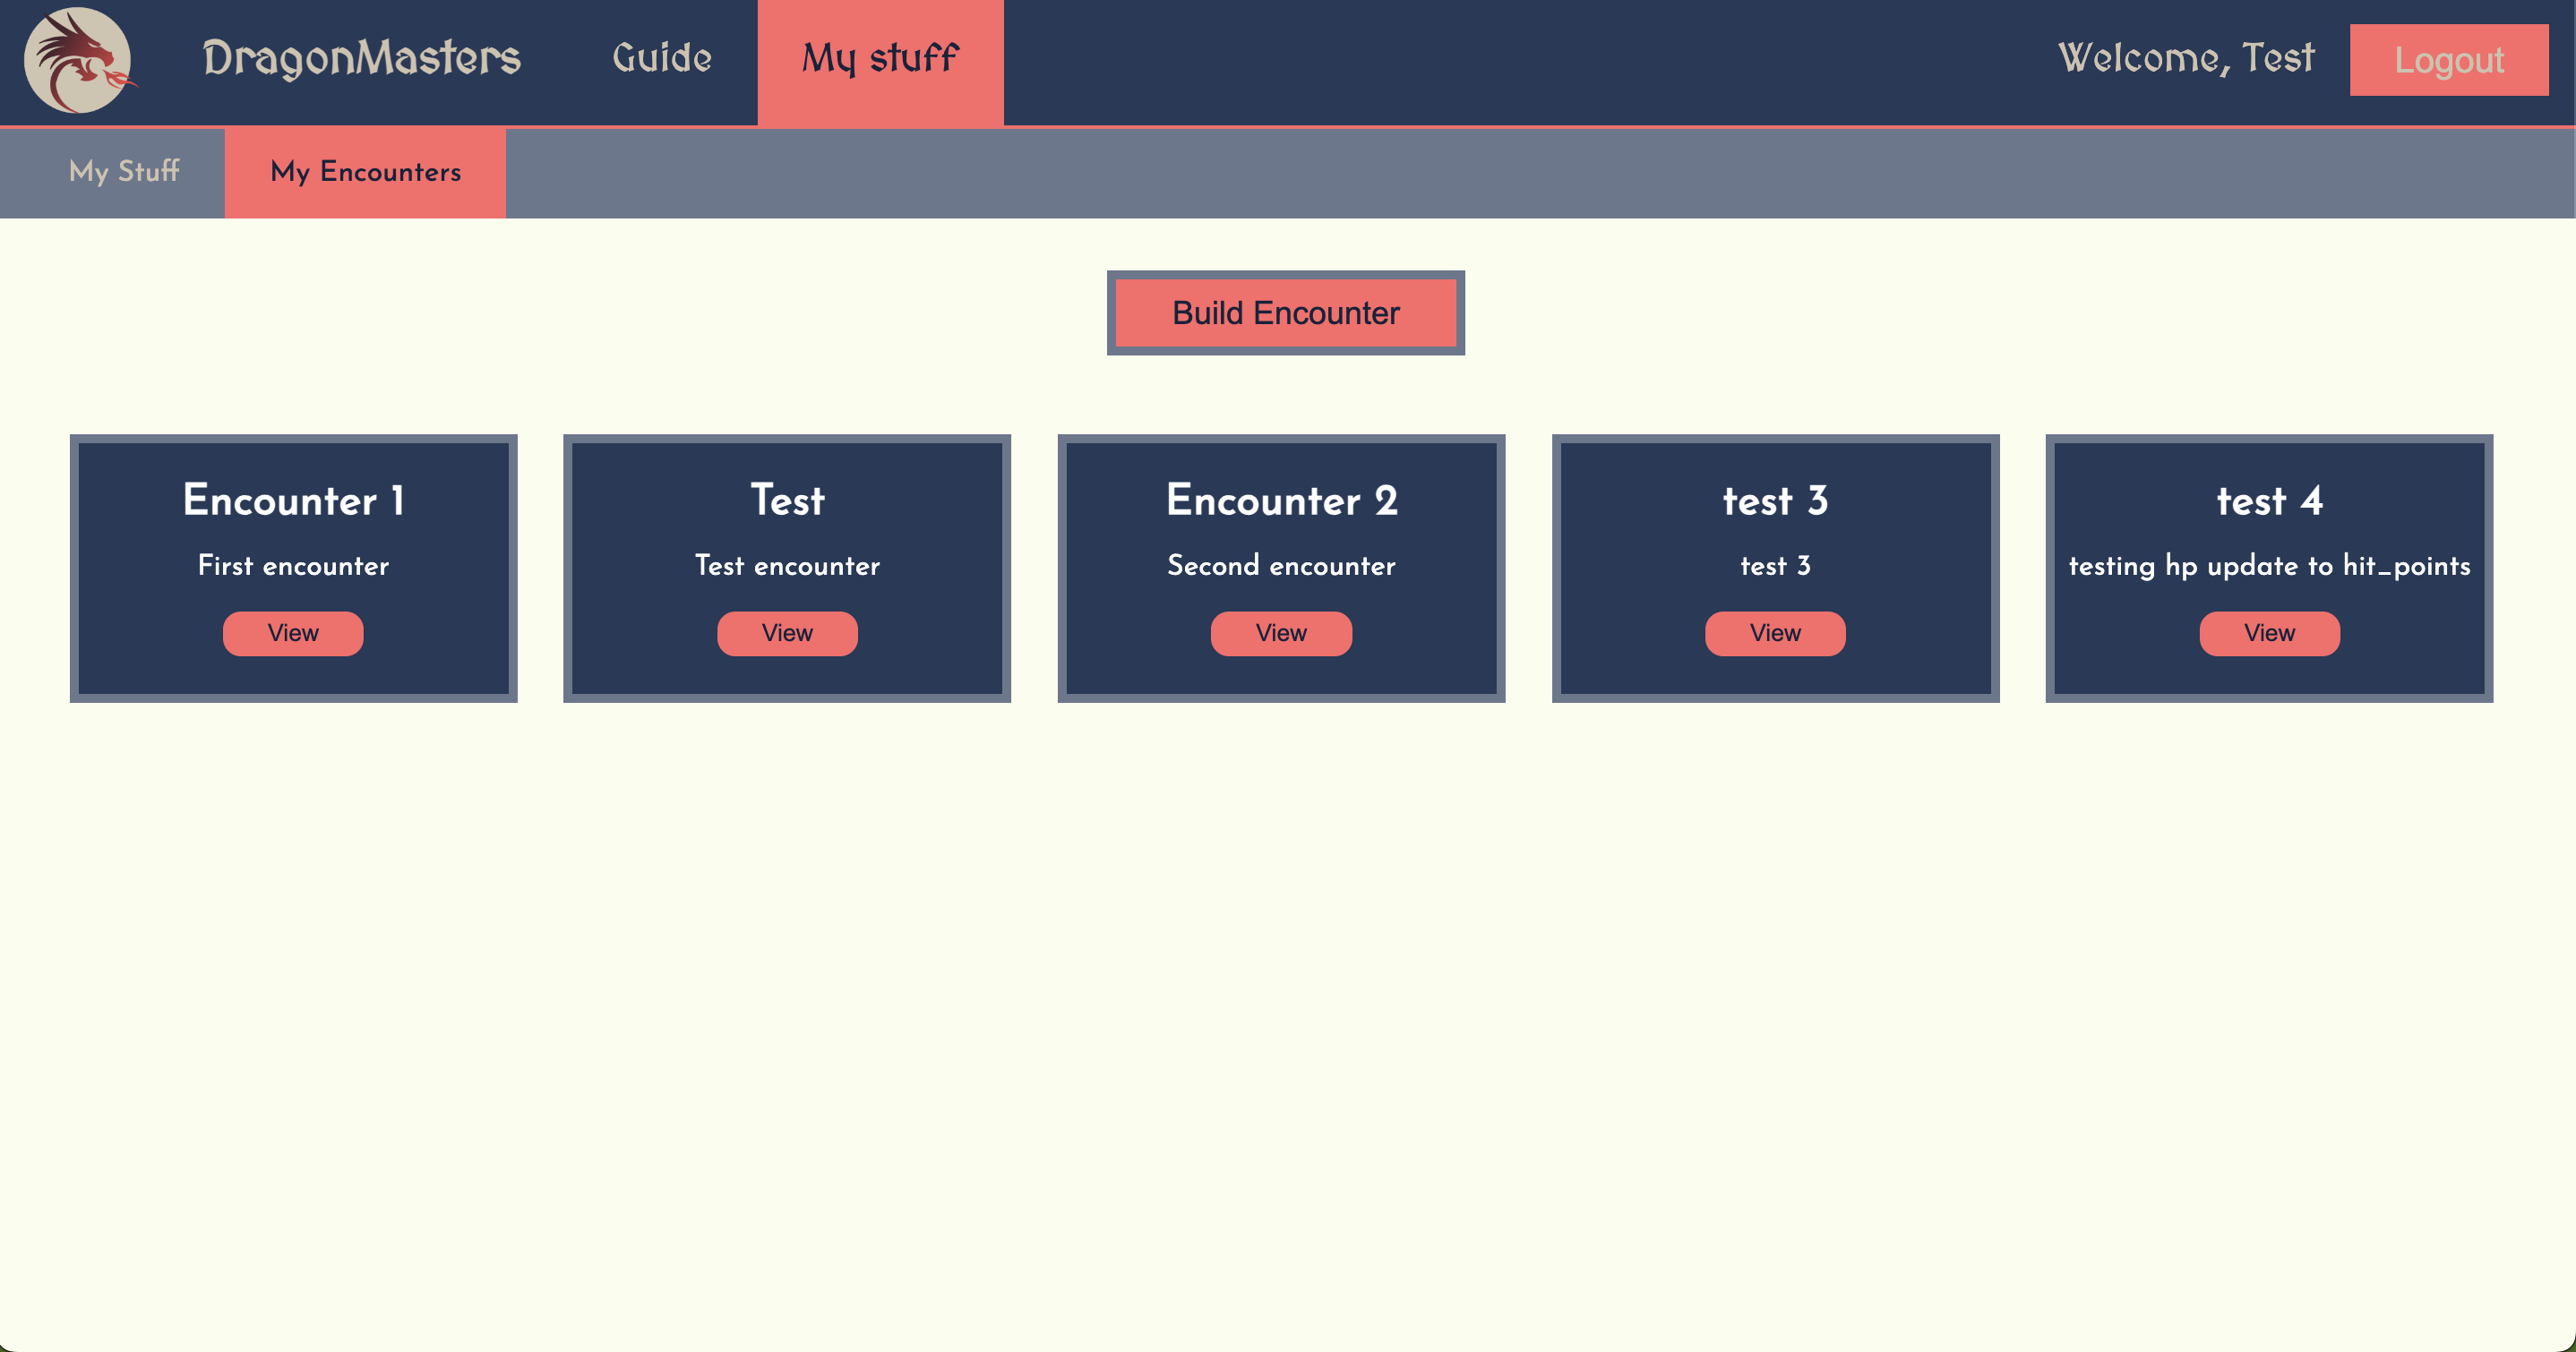 DragonMasters Guide My stuff Welcome, Test Logout
My Stuff My Encounters
Build Encounter
Encounter 1
First encounter
View
Test
Test encounter
View
Encounter 2
Second encounter
View
test 3
test 3
View
test 4
testing hp update to hit_points
View